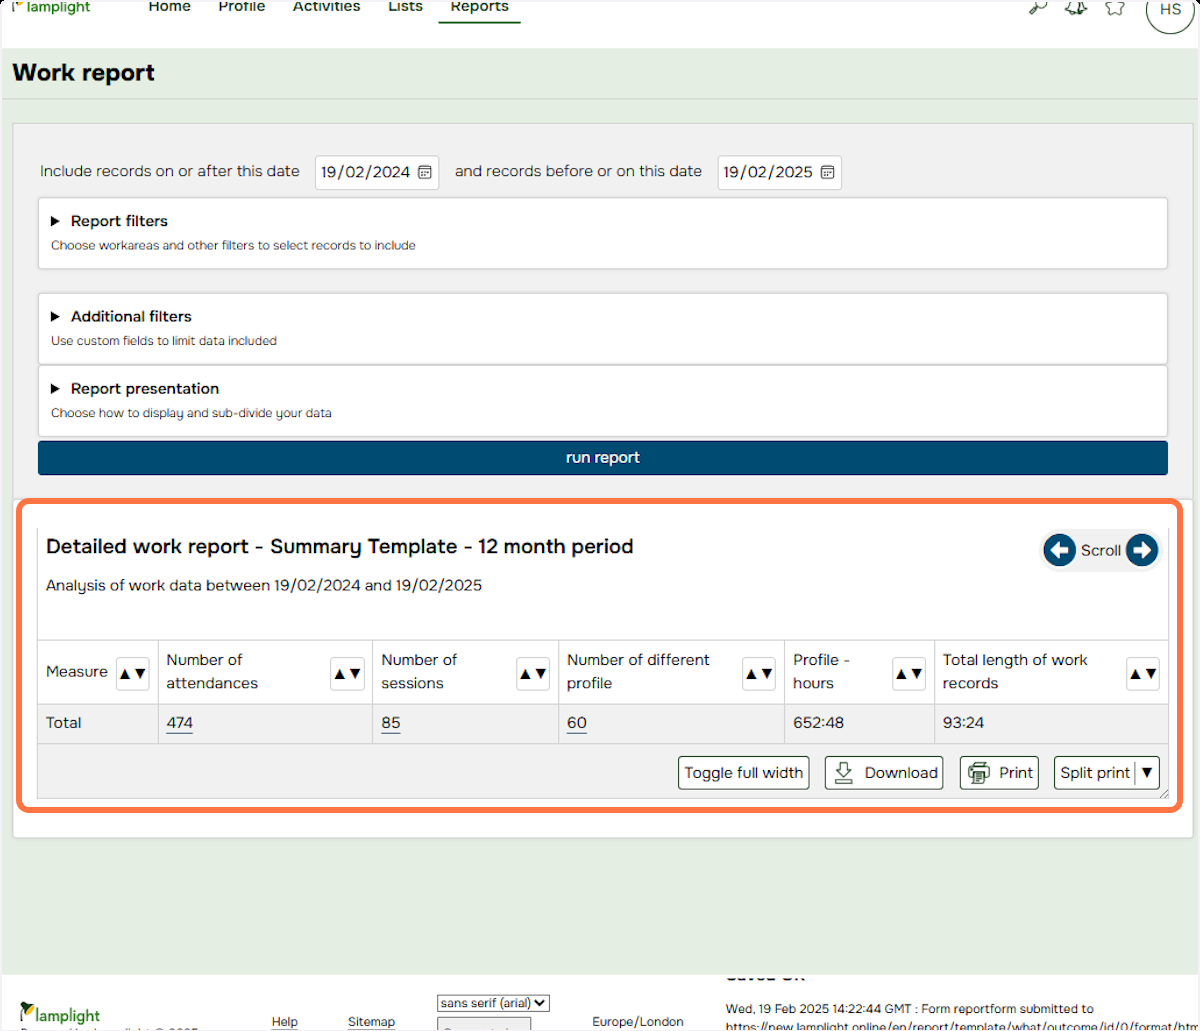 lamplight Home Profile Activities Lists Reports HS
Work report
Include records on or after this date 19/02/2024 and records before or on this date 19/02/2025
▶ Report filters
Choose workareas and other filters to select records to include
▶ Additional filters
Use custom fields to limit data included
▶ Report presentation
Choose how to display and sub-divide your data
run report
Detailed work report - Summary Template - 12 month period
Scroll
Analysis of work data between 19/02/2024 and 19/02/2025
Measure ▲▼ Number of attendances ▲▼ Number of sessions ▲▼ Number of different profile ▲▼ Profile - hours ▲▼ Total length of work records ▲▼
Total 474 85 60 652:48 93:24
Toggle full width Download Print Split print ▼
lamplight
Help
Sitemap
sans serif (arial)
Europe/London
Wed, 19 Feb 2025 14:22:44 GMT : Form reportform submitted to
https://new.lamplight.online/en/report/template/what/outcome/id/0/format/htm